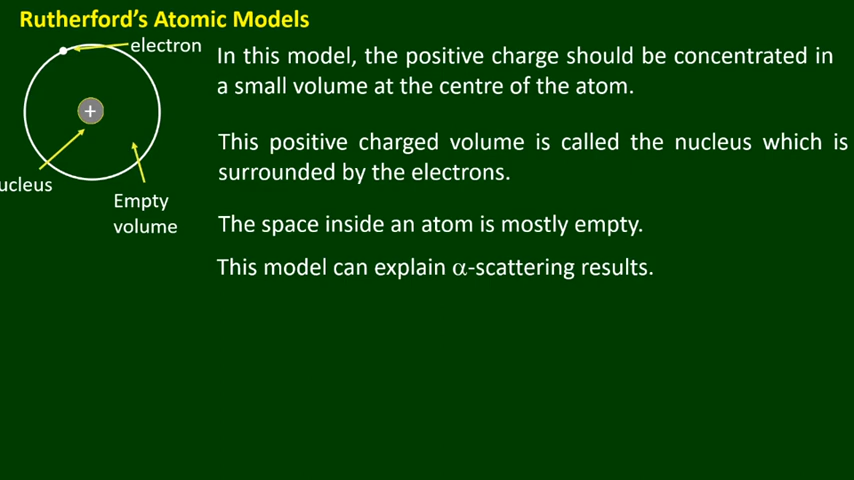 Rutherford's Atomic Models
electron
+
ucleus
Empty
volume
In this model, the positive charge should be concentrated in
a small volume at the centre of the atom.
This positive charged volume is called the nucleus which is
surrounded by the electrons.
The space inside an atom is mostly empty.
This model can explain α-scattering results.